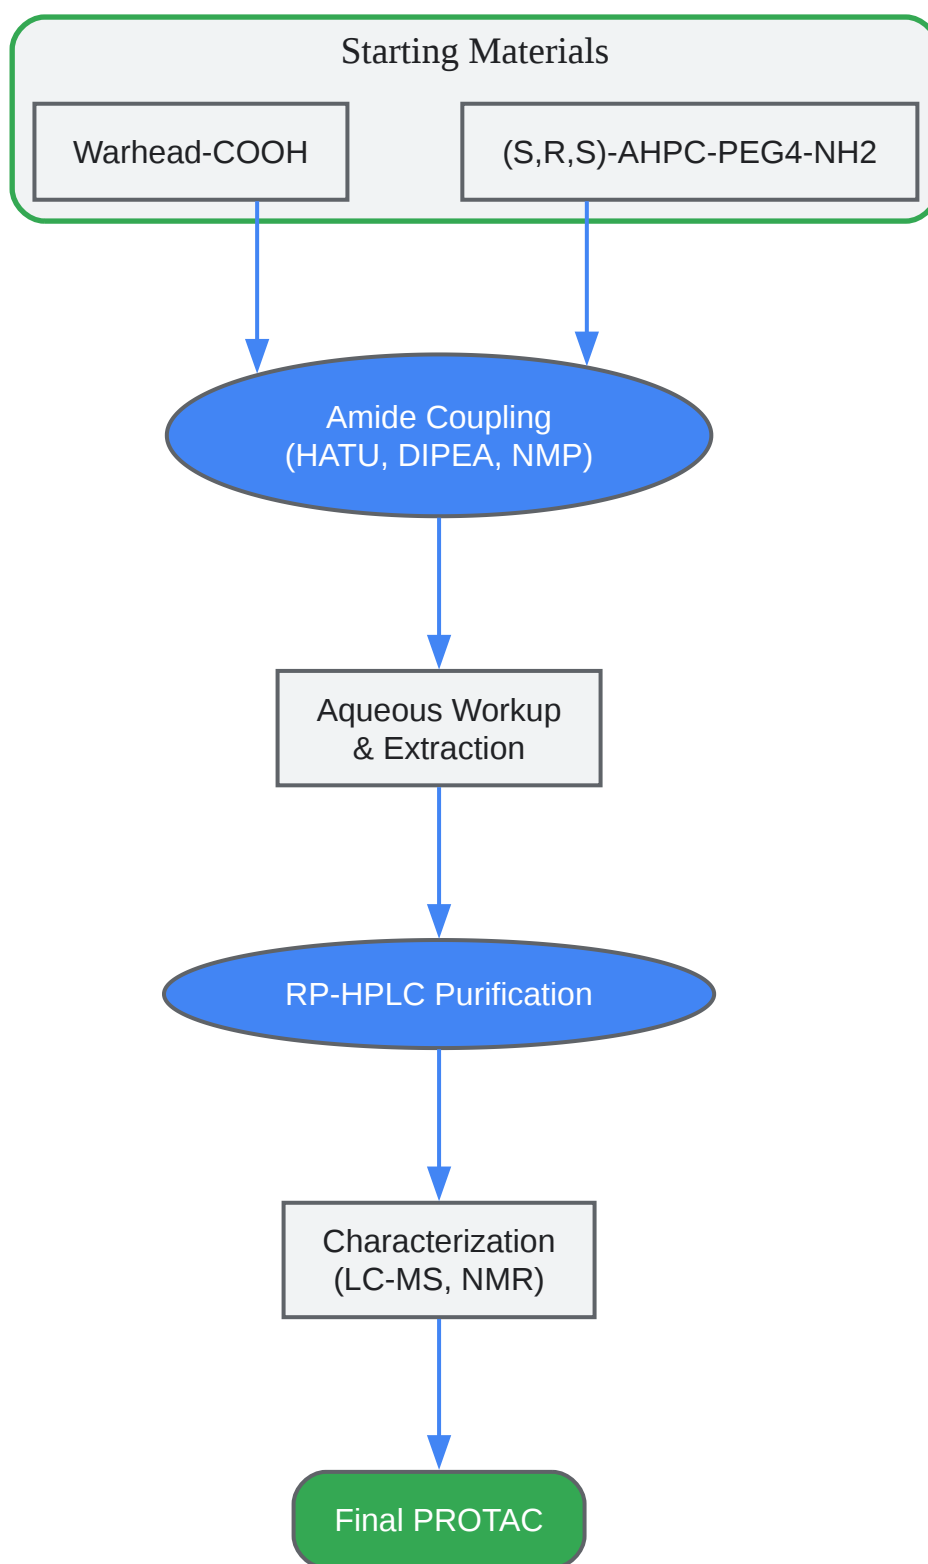 Starting Materials
Warhead-COOH
(S,R,S)-AHPC-PEG4-NH2
Amide Coupling
(HATU, DIPEA, NMP)
Aqueous Workup
& Extraction
RP-HPLC Purification
Characterization
(LC-MS, NMR)
Final PROTAC